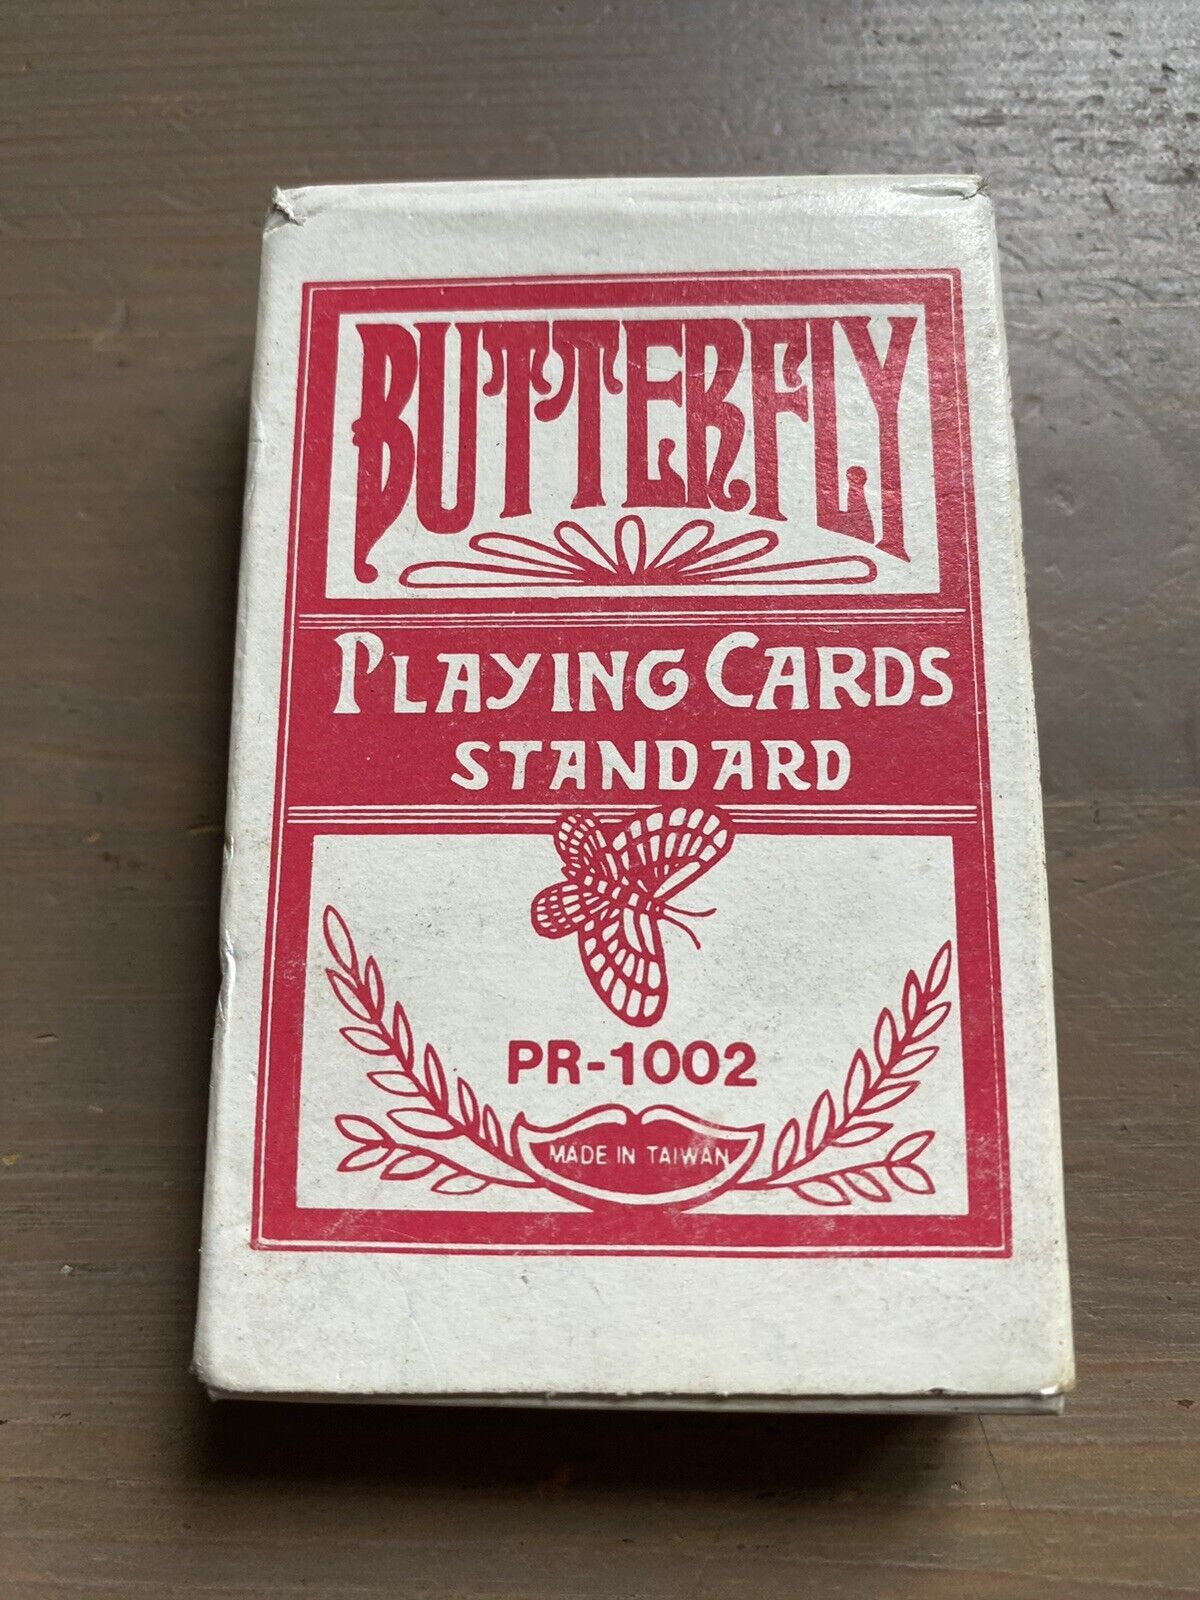 BUTTERFLY
PLAYING CARDS
STANDARD
PR-1002
MADE IN TAIWAN